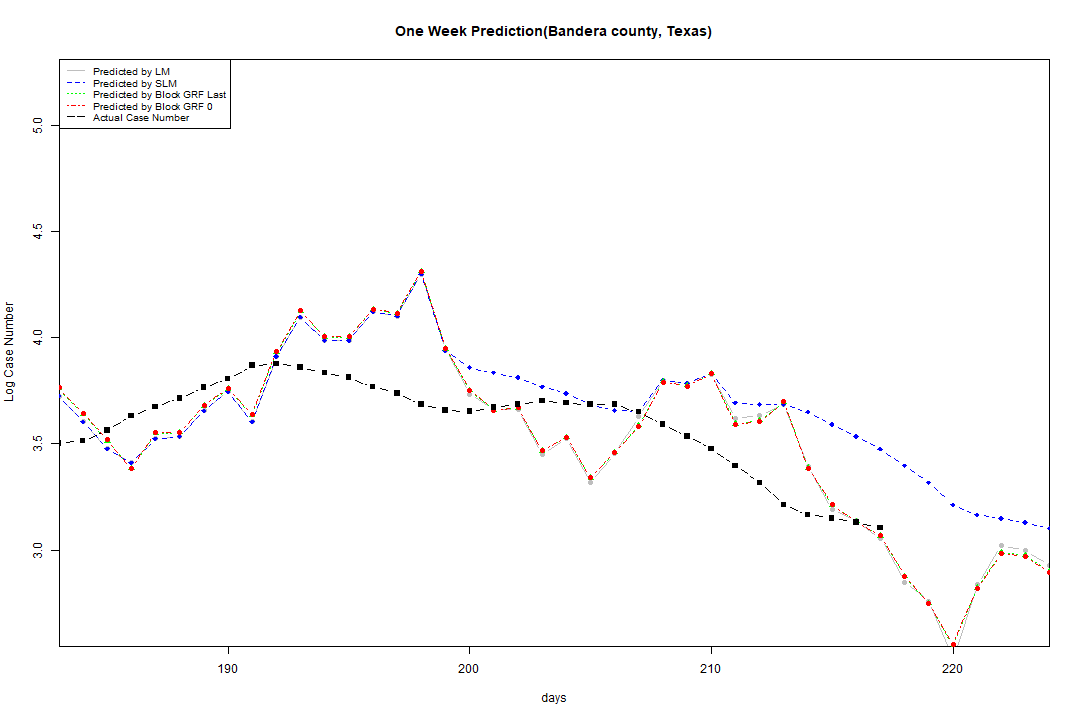 One Week Prediction(Bandera county, Texas)
Predicted by LM
Predicted by SLM
Predicted by Block GRF Last
Predicted by Block GRF 0
Actual Case Number
5.0
4.5
4.0
3.5
3.0
Log Case Number
190
200
210
220
days